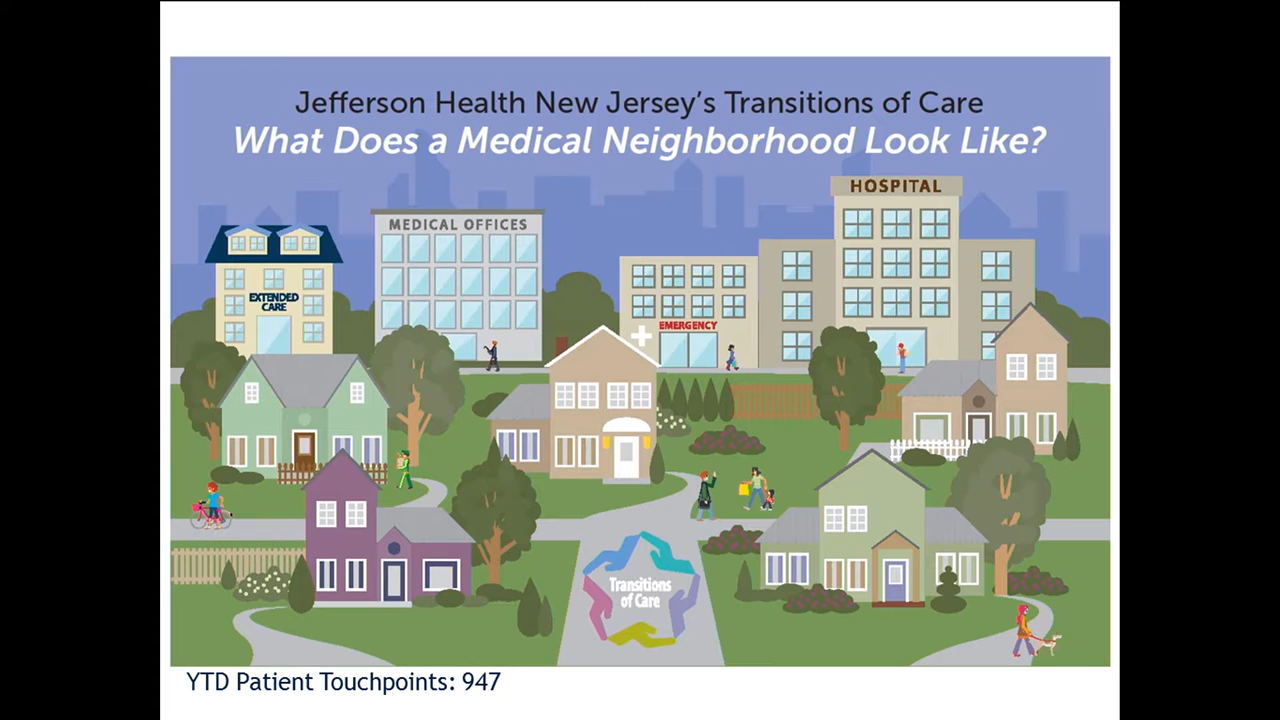 Jefferson Health New Jersey's Transitions of Care
What Does a Medical Neighborhood Look Like?
HOSPITAL
MEDICAL OFFICES
EXTENDED
CARE
EMERGENCY
Transitions
of Care
YTD Patient Touchpoints: 947